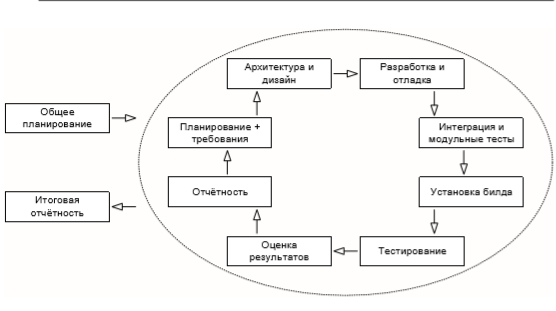 Общее
планирование
Итоговая
отчётность
Архитектура и
дизайн
Разработка и
отладка
Планирование +
требования
Интеграция и
модульные тесты
Отчётность
Установка билда
Оценка
результатов
Тестирование